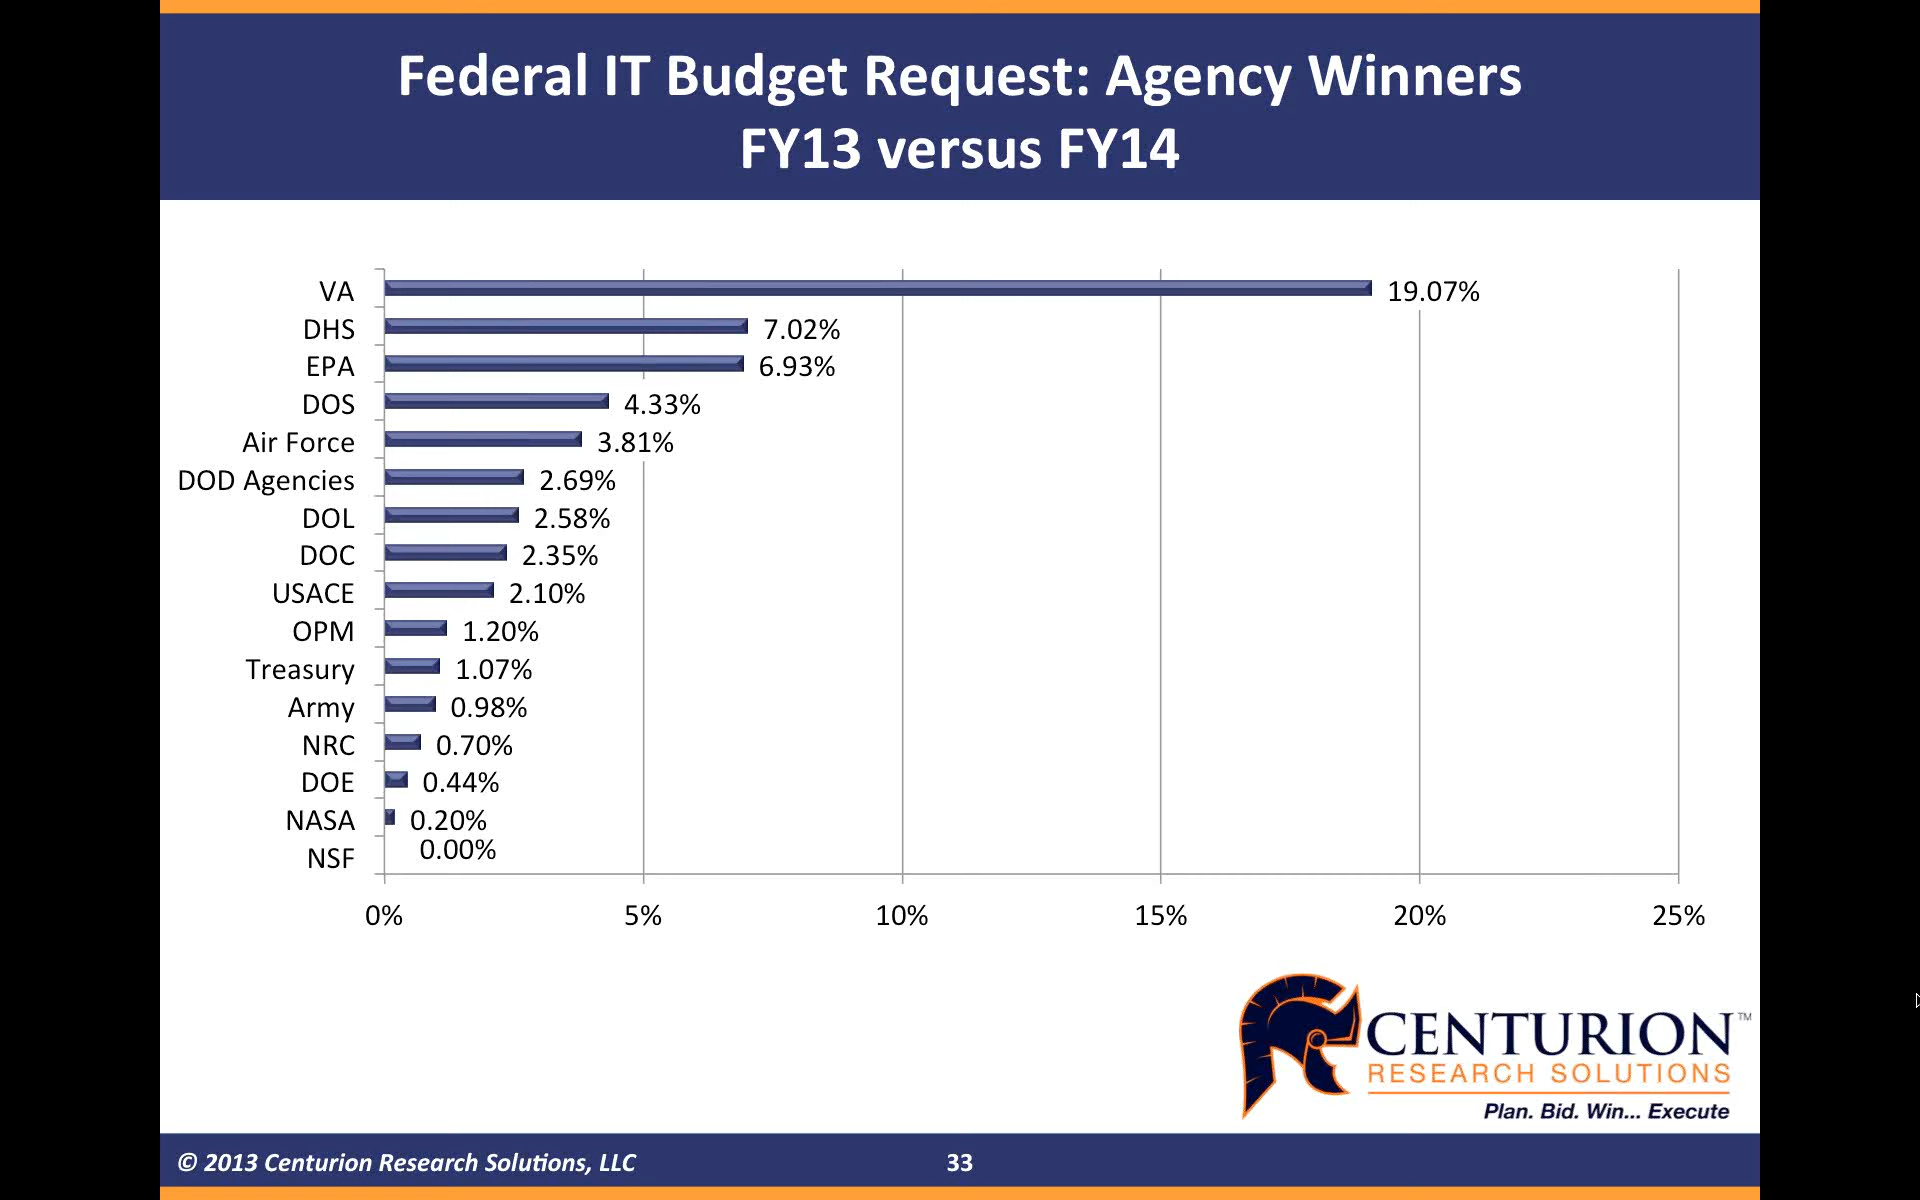 Federal IT Budget Request: Agency Winners
FY13 versus FY14
VA 19.07%
DHS 7.02%
EPA 6.93%
DOS 4.33%
Air Force 3.81%
DOD Agencies 2.69%
DOL 2.58%
DOC 2.35%
USACE 2.10%
OPM 1.20%
Treasury 1.07%
Army 0.98%
NRC 0.70%
DOE 0.44%
NASA 0.20%
NSF 0.00%
0% 5% 10% 15% 20% 25%
CENTURION™
RESEARCH SOLUTIONS
Plan. Bid. Win... Execute
© 2013 Centurion Research Solutions, LLC 33